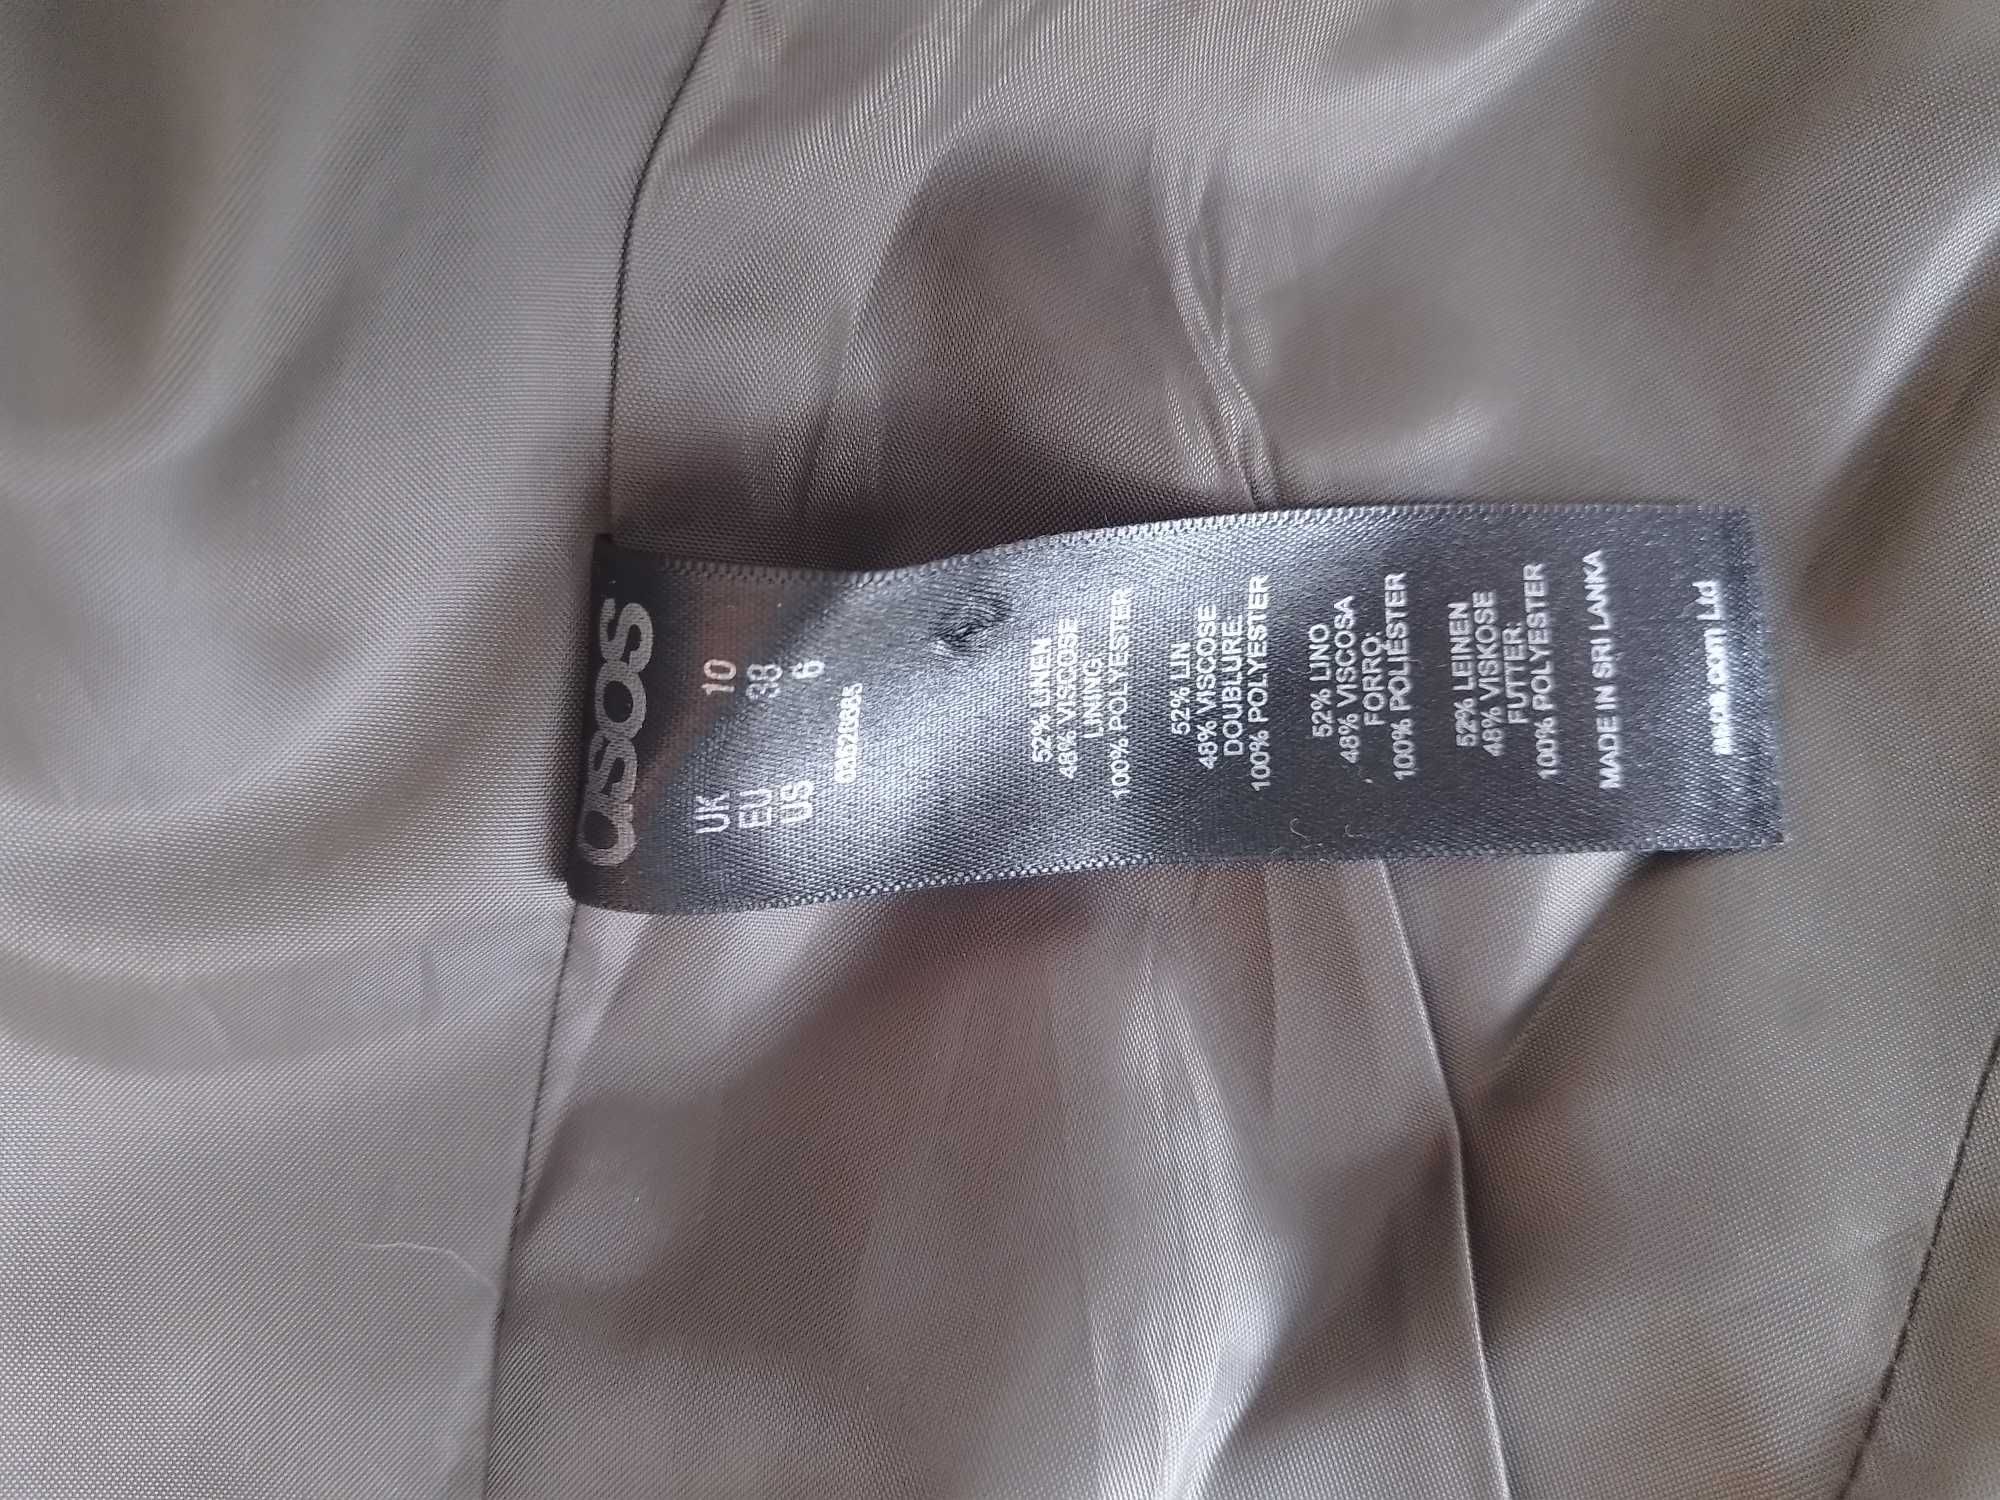 asos
UK 10
EU 38
US 6
52% LINEN
48% VISCOSE
LINING
100% POLYESTER
52% LIN
48% VISCOSE
DOUBLURE:
100% POLYESTER
52% LINO
48% VISCOSA
FORRO:
100% POLIÉSTER
52% LEINEN
48% VISKOSE
FUTTER:
100% POLYESTER
MADE IN SRI LANKA
asos.com Ltd